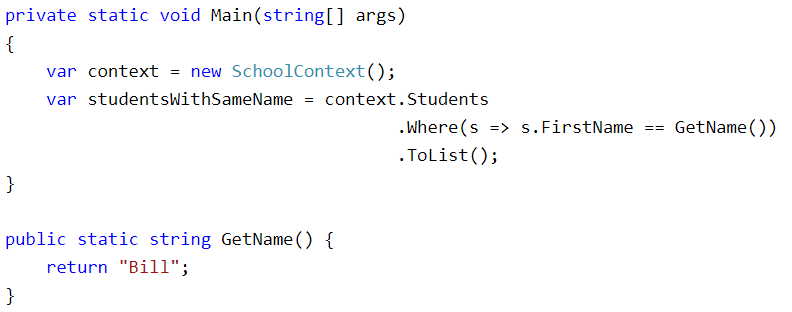 private static void Main(string[] args)
{
    var context = new SchoolContext();
    var studentsWithSameName = context.Students
                                      .Where(s => s.FirstName == GetName())
                                      .ToList();
}

public static string GetName() {
    return "Bill";
}